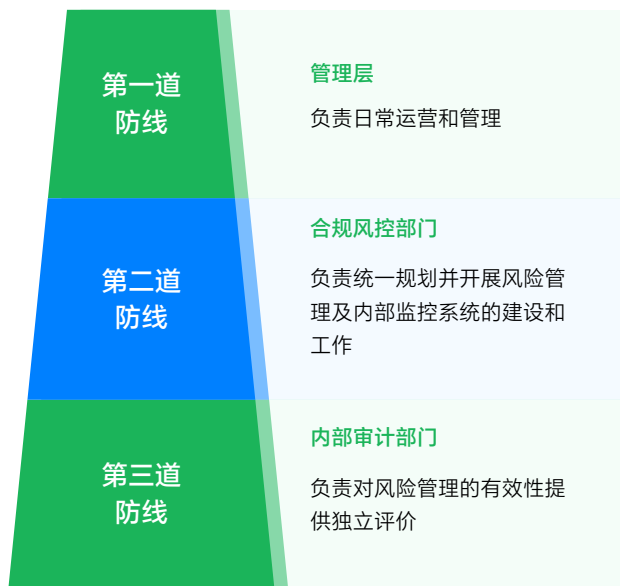 第一道
防线
管理层
负责日常运营和管理
第二道
防线
合规风控部门
负责统一规划并开展风险管
理及内部监控系统的建设和
工作
第三道
防线
内部审计部门
负责对风险管理的有效性提
供独立评价